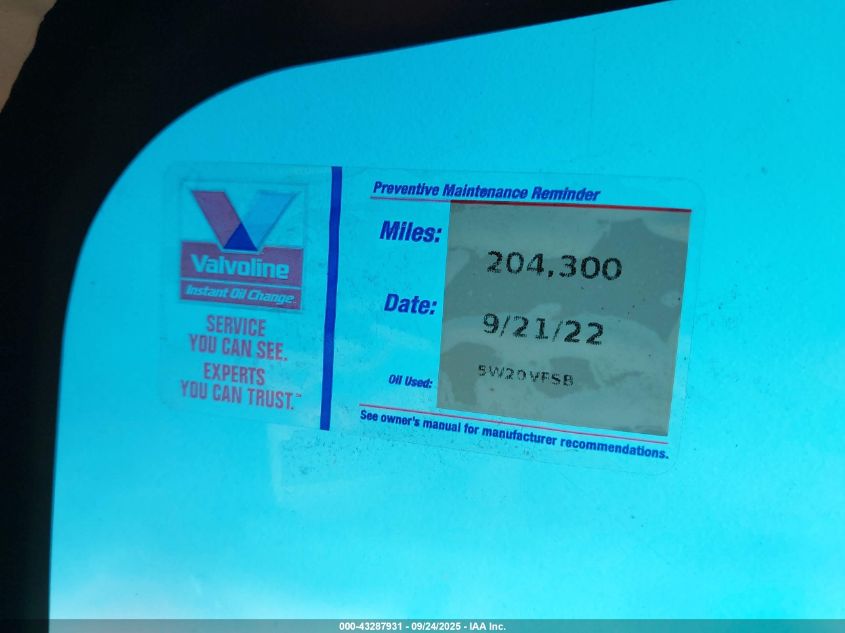 Valvoline
Instant Oil Change
SERVICE
YOU CAN SEE.
EXPERTS
YOU CAN TRUST.™
Preventive Maintenance Reminder
Miles: 204,300
Date: 9/21/22
Oil Used: 5W20VFSB
See owner's manual for manufacturer recommendations.
000-43287931 - 09/24/2025 - IAA Inc.